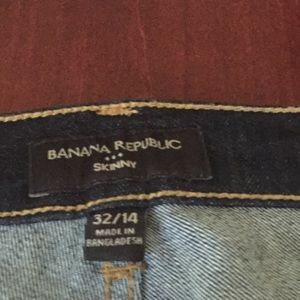 BANANA REPUBLIC
SKINNY
32/14
MADE IN
BANGLADESH